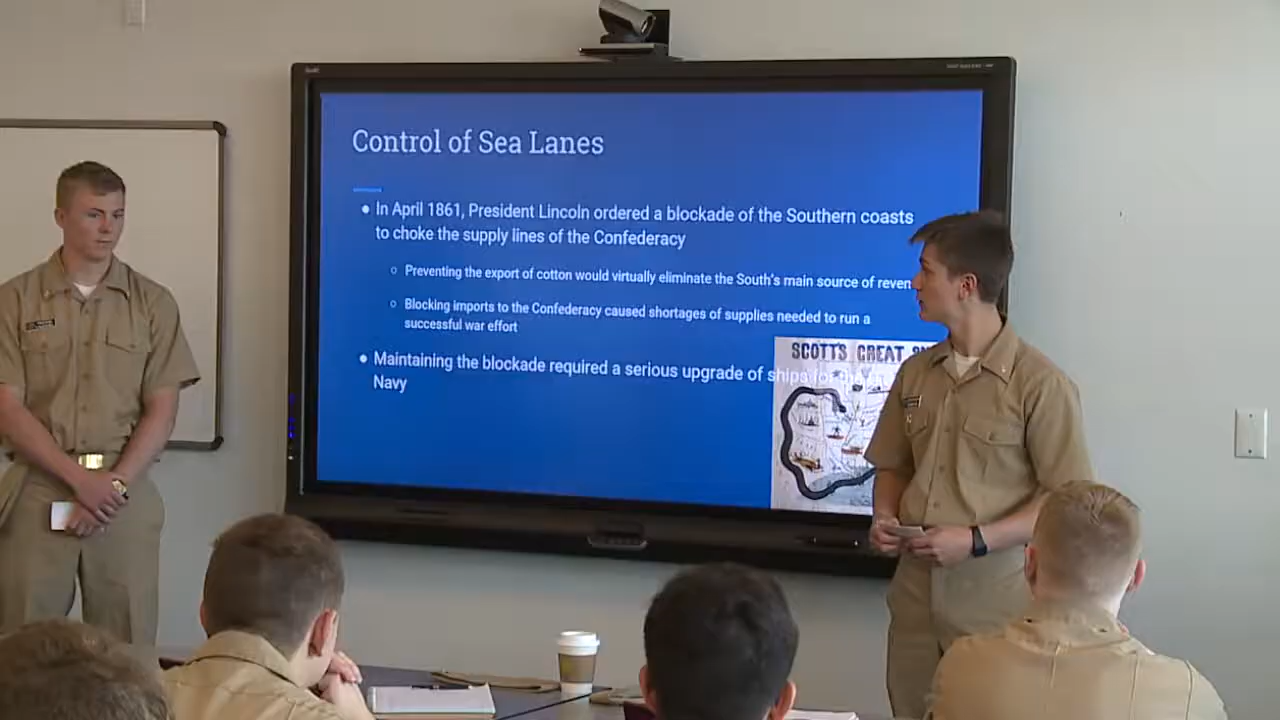 Control of Sea Lanes
In April 1861, President Lincoln ordered a blockade of the Southern coasts
to choke the supply lines of the Confederacy
Preventing the export of cotton would virtually eliminate the South's main source of reven
Blocking imports to the Confederacy caused shortages of supplies needed to run a
successful war effort
Maintaining the blockade required a serious upgrade of ships for the
Navy
SCOTT'S GREAT